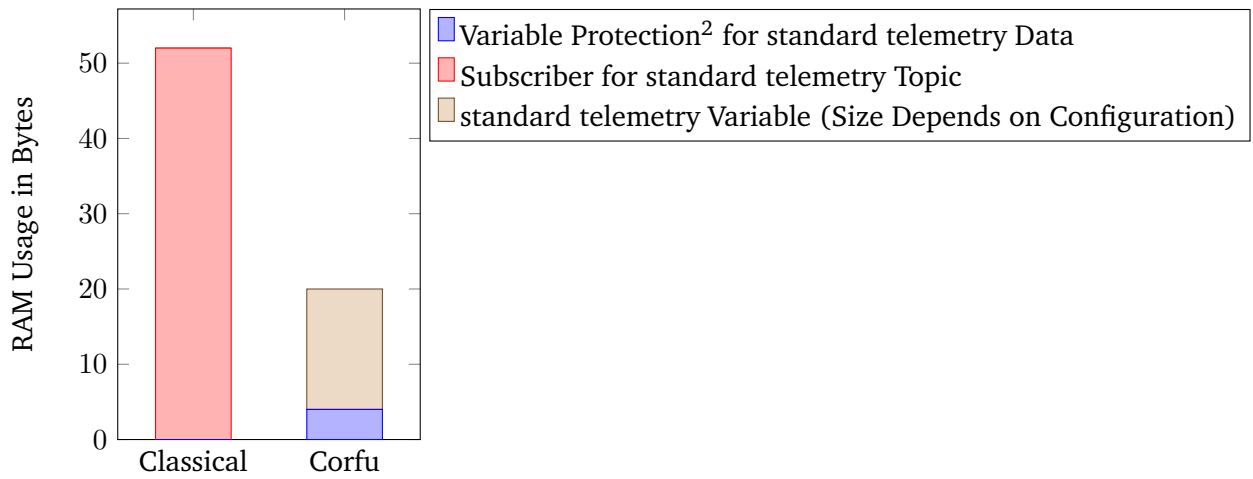 RAM Usage in Bytes
50
40
30
20
10
0
Classical
Corfu
Variable Protection² for standard telemetry Data
Subscriber for standard telemetry Topic
standard telemetry Variable (Size Depends on Configuration)